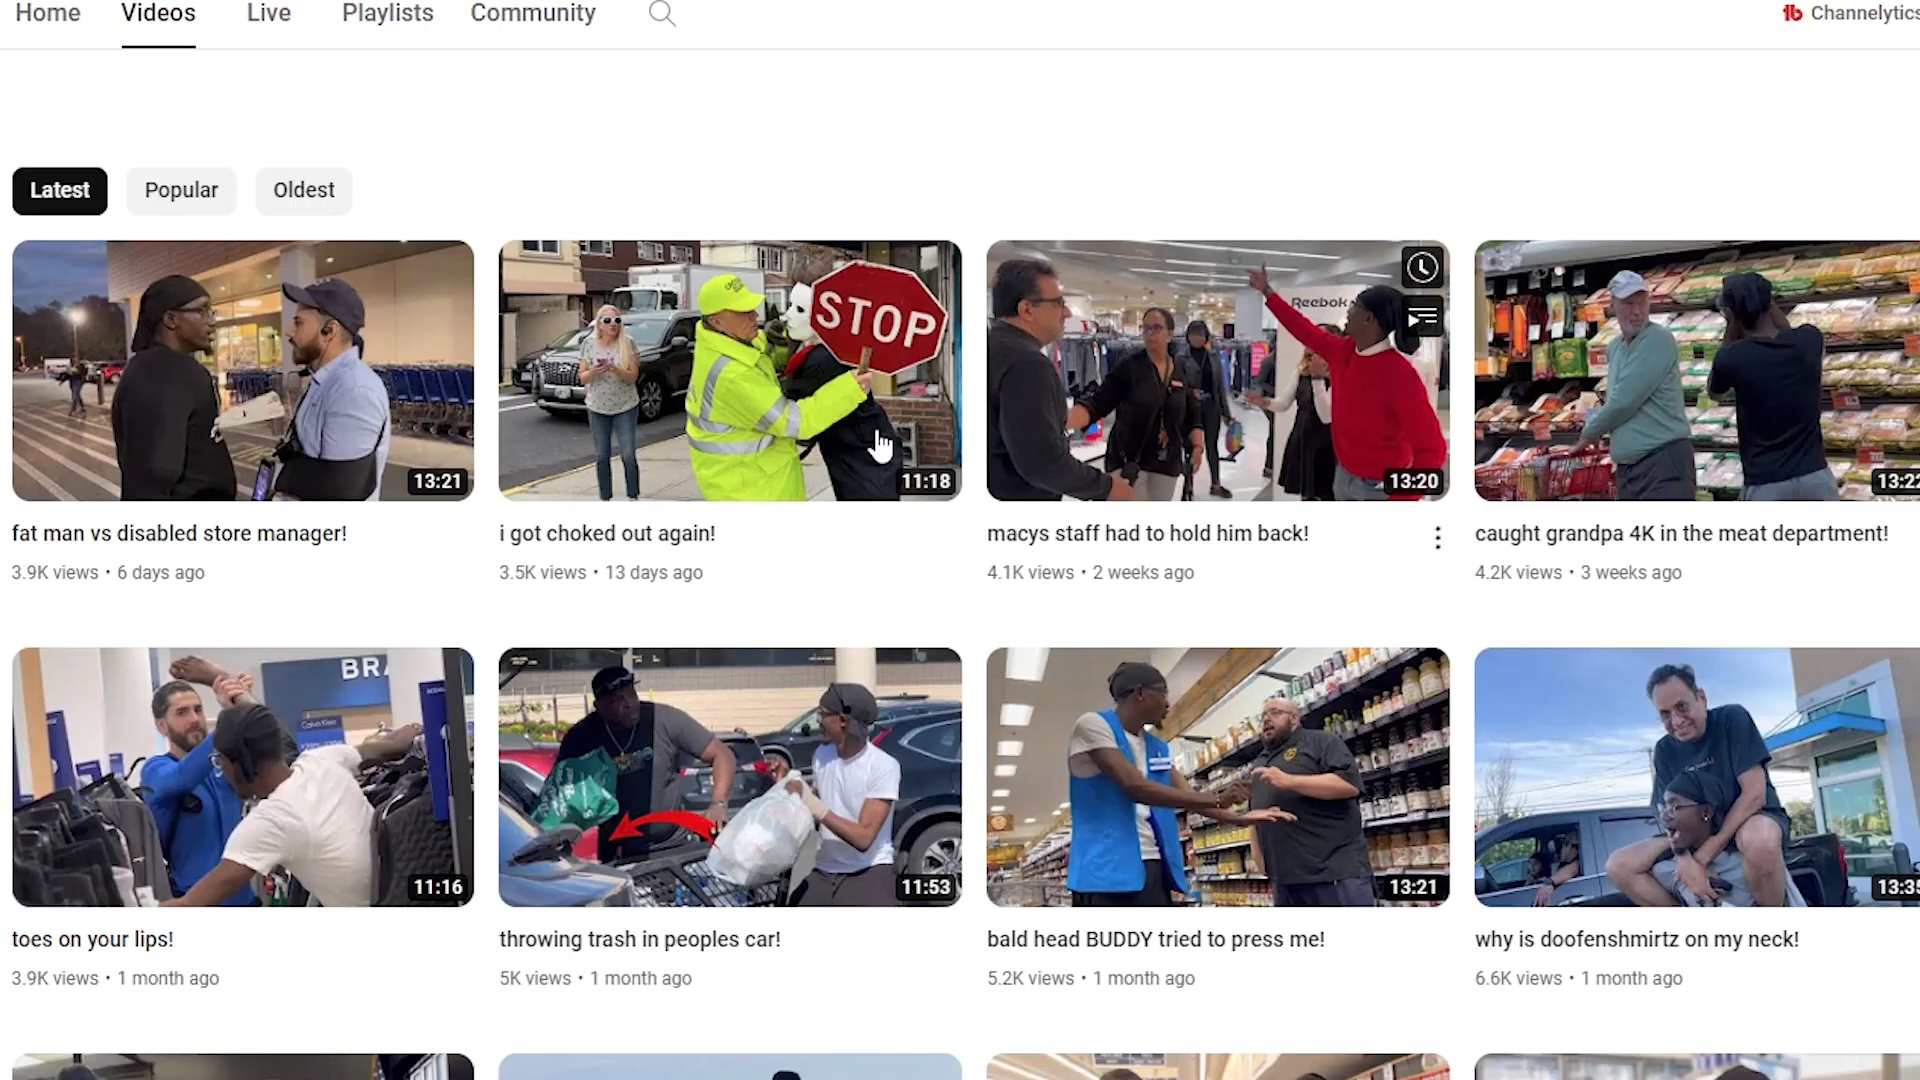 Home Videos Live Playlists Community
Channelytics
Latest Popular Oldest
STOP
Reebok
13:21
11:18
13:20
fat man vs disabled store manager!
i got choked out again!
macys staff had to hold him back!
caught grandpa 4K in the meat department!
3.9K views • 6 days ago
3.5K views • 13 days ago
4.1K views • 2 weeks ago
4.2K views • 3 weeks ago
Calvin Klein
11:16
11:53
13:21
toes on your lips!
throwing trash in peoples car!
bald head BUDDY tried to press me!
why is doofenshmirtz on my neck!
3.9K views • 1 month ago
5K views • 1 month ago
5.2K views • 1 month ago
6.6K views • 1 month ago